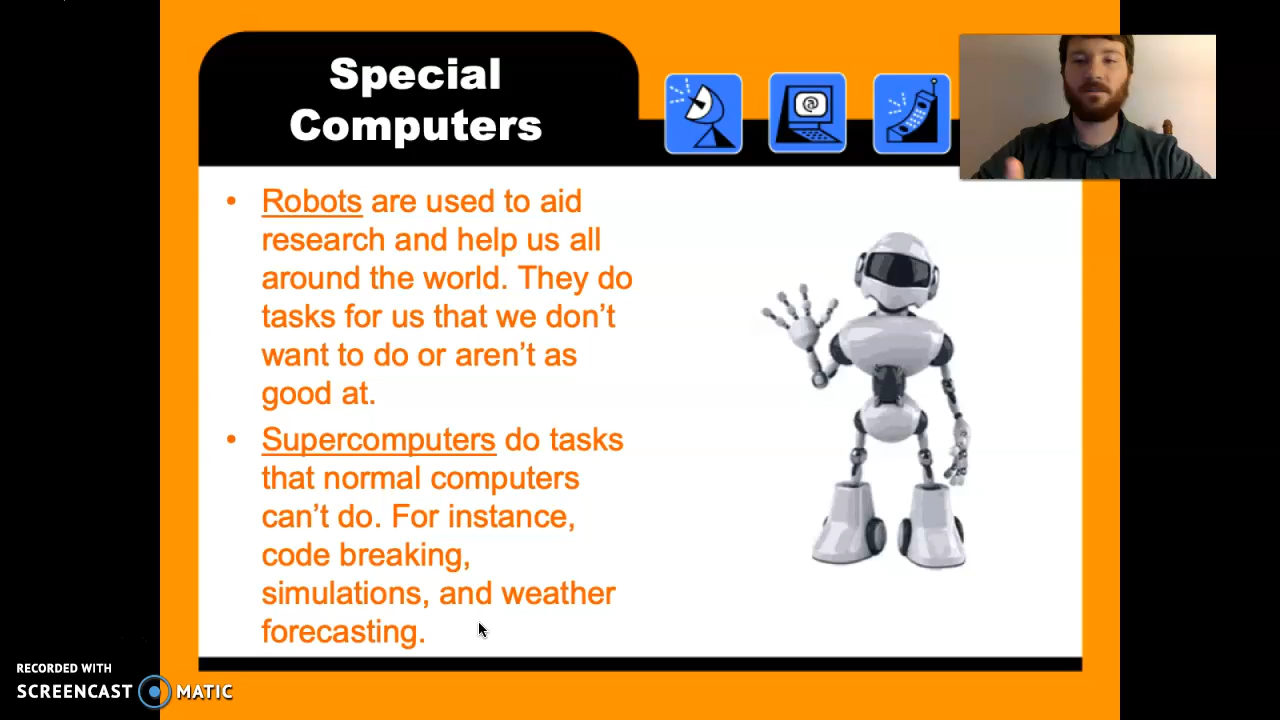 Special
Computers
• Robots are used to aid
research and help us all
around the world. They do
tasks for us that we don't
want to do or aren't as
good at.
• Supercomputers do tasks
that normal computers
can't do. For instance,
code breaking,
simulations, and weather
forecasting.
RECORDED WITH
SCREENCAST MATIC